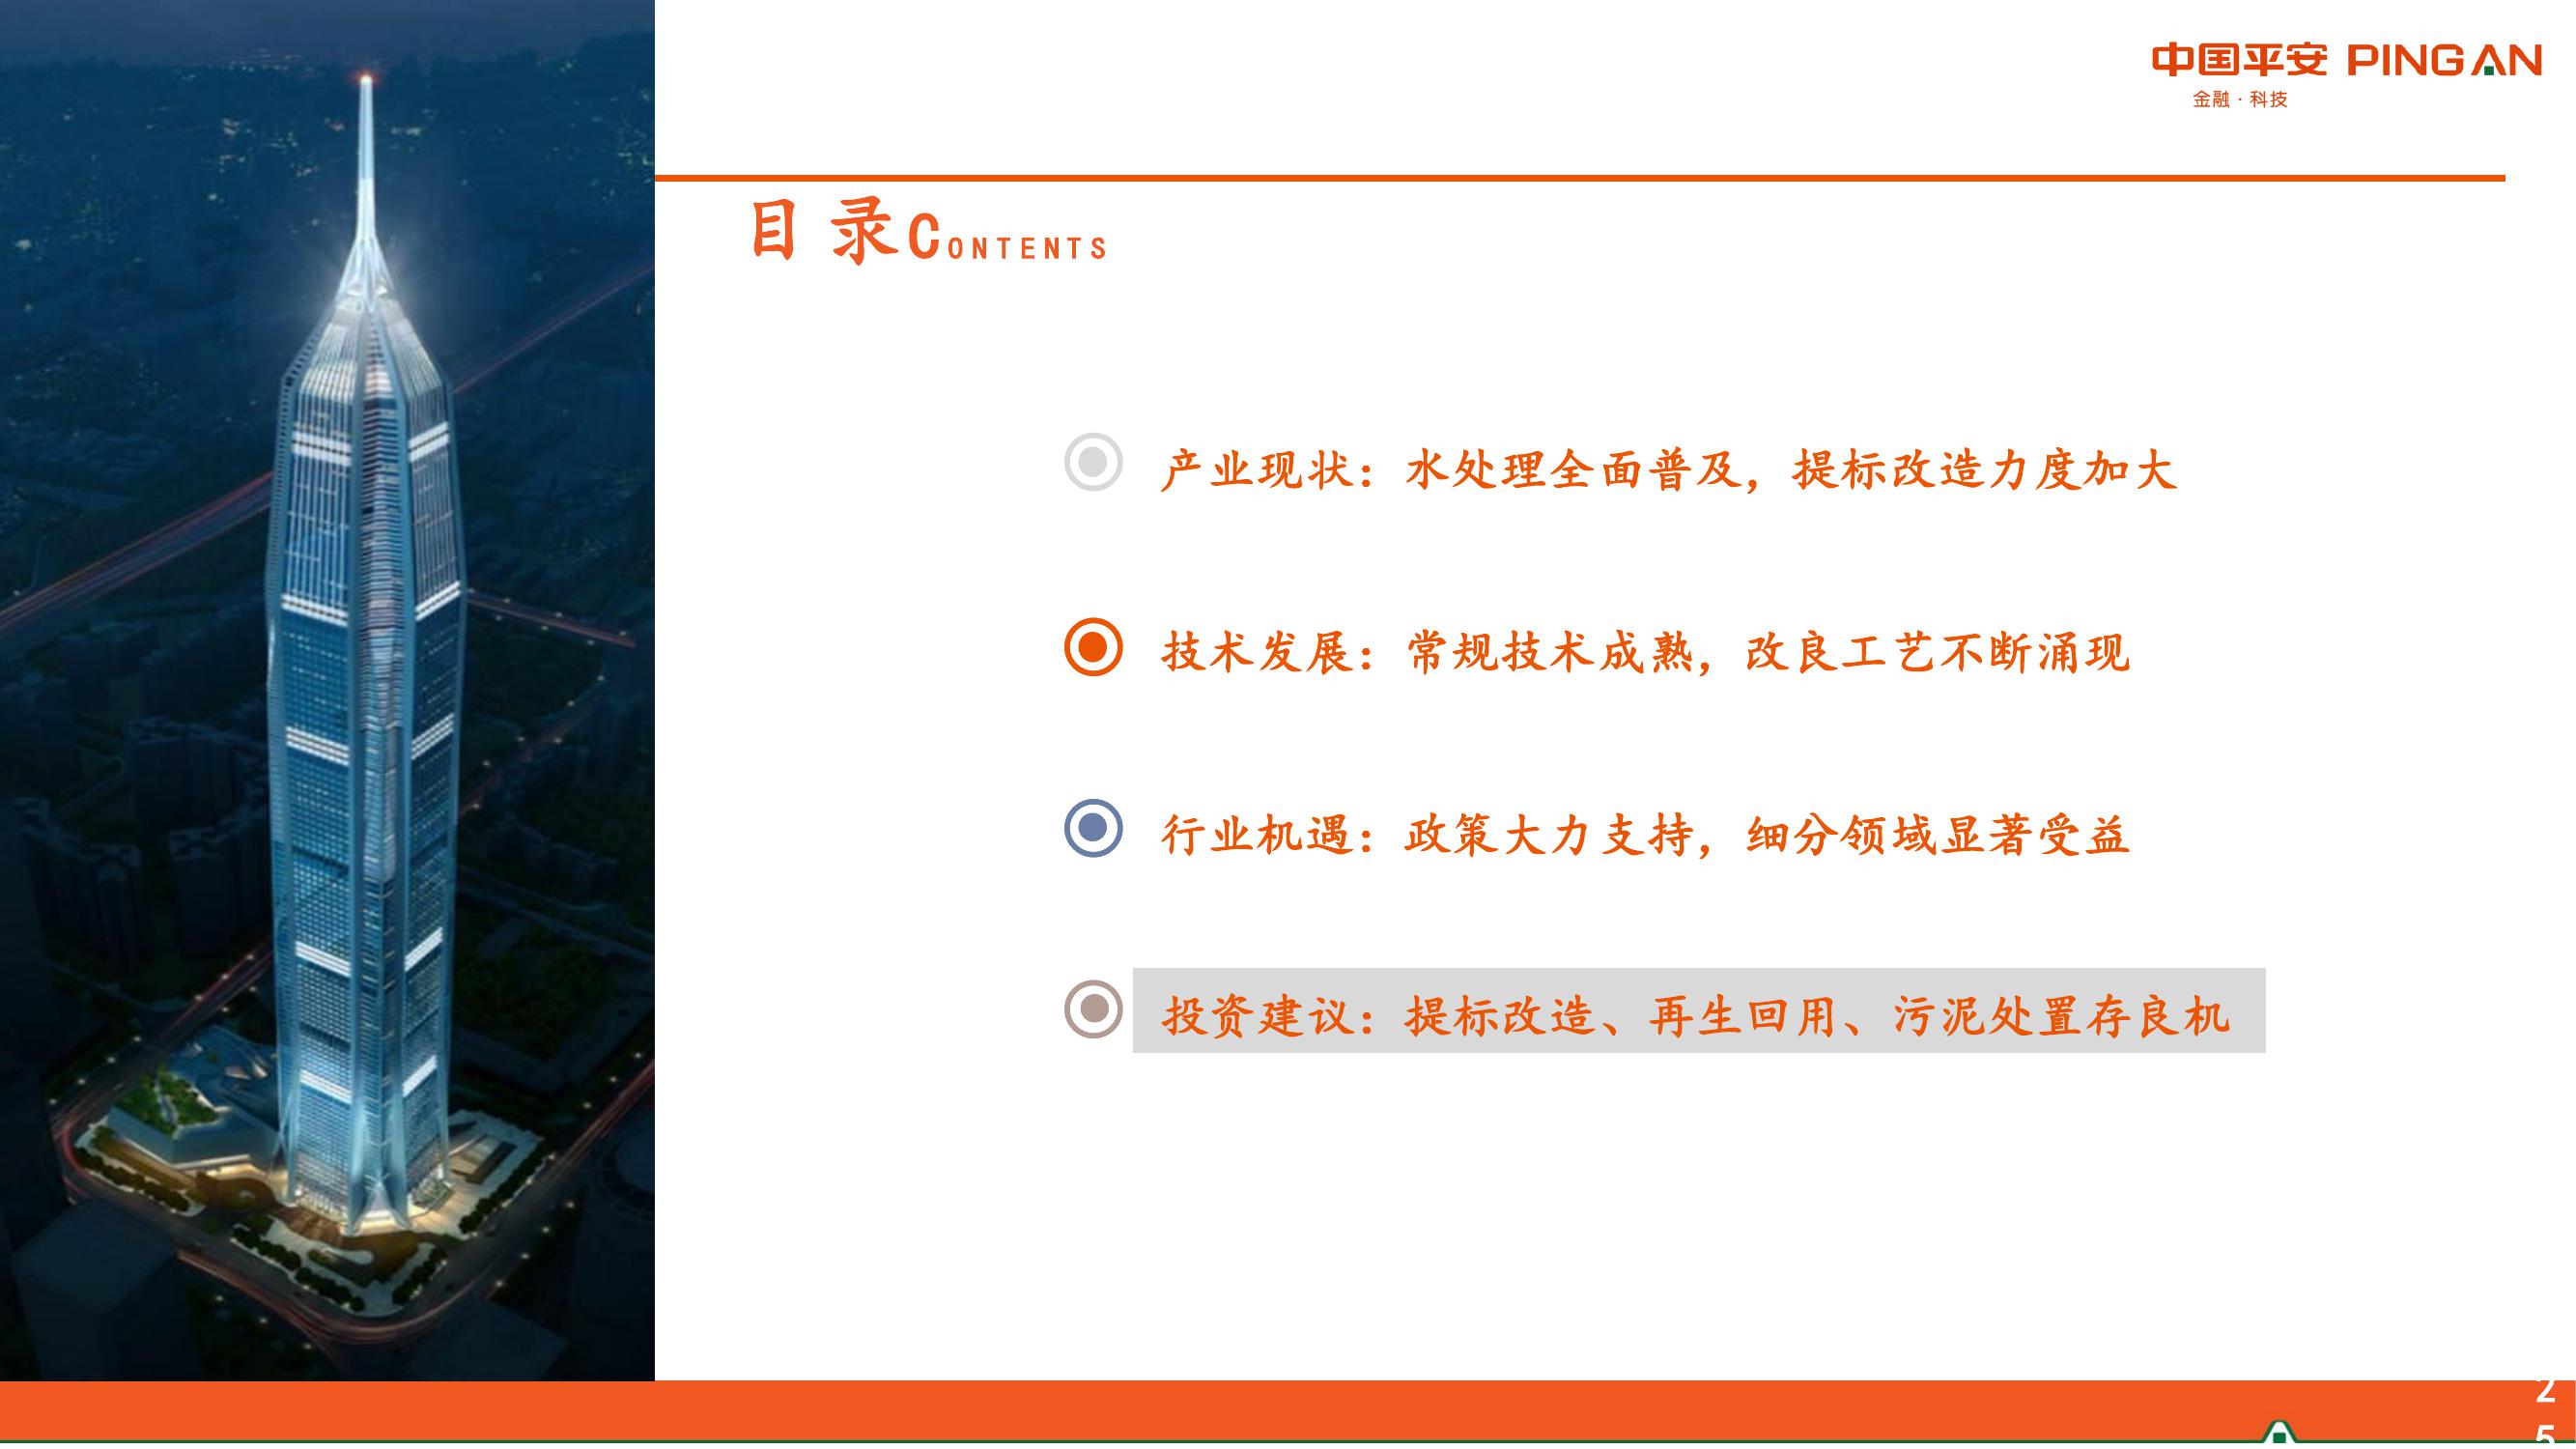 中国平安 PINGAN
金融·科技
目 录CONTENTS
产业现状：水处理全面普及，提标改造力度加大
技术发展：常规技术成熟，改良工艺不断涌现
行业机遇：政策大力支持，细分领域显著受益
投资建议：提标改造、再生回用、污泥处置存良机
2
5